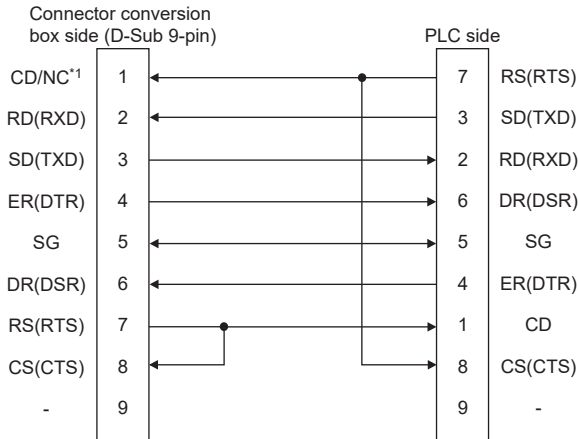 Connector conversion
box side (D-Sub 9-pin) PLC side
CD/NC*1 1 7 RS(RTS)
RD(RXD) 2 3 SD(TXD)
SD(TXD) 3 2 RD(RXD)
ER(DTR) 4 6 DR(DSR)
SG 5 5 SG
DR(DSR) 6 4 ER(DTR)
RS(RTS) 7 1 CD
CS(CTS) 8 8 CS(CTS)
- 9 9 -